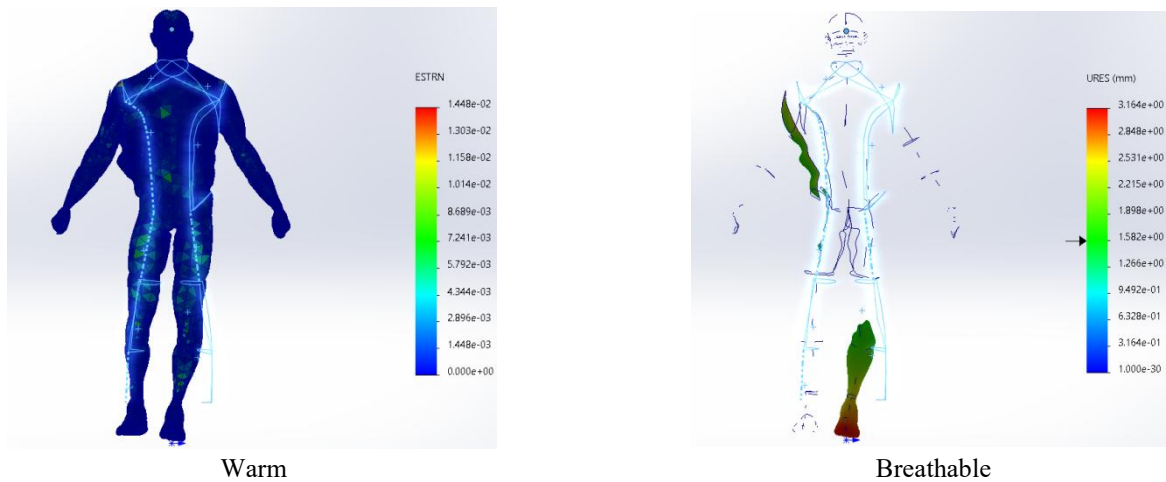 ESTRN
1.448e-02
1.303e-02
1.158e-02
1.014e-02
8.689e-03
7.241e-03
5.792e-03
4.344e-03
2.896e-03
1.448e-03
0.000e+00
Warm
URES (mm)
3.164e+00
2.848e+00
2.531e+00
2.215e+00
1.898e+00
1.582e+00
1.266e+00
9.492e-01
6.328e-01
3.164e-01
1.000e-30
Breathable